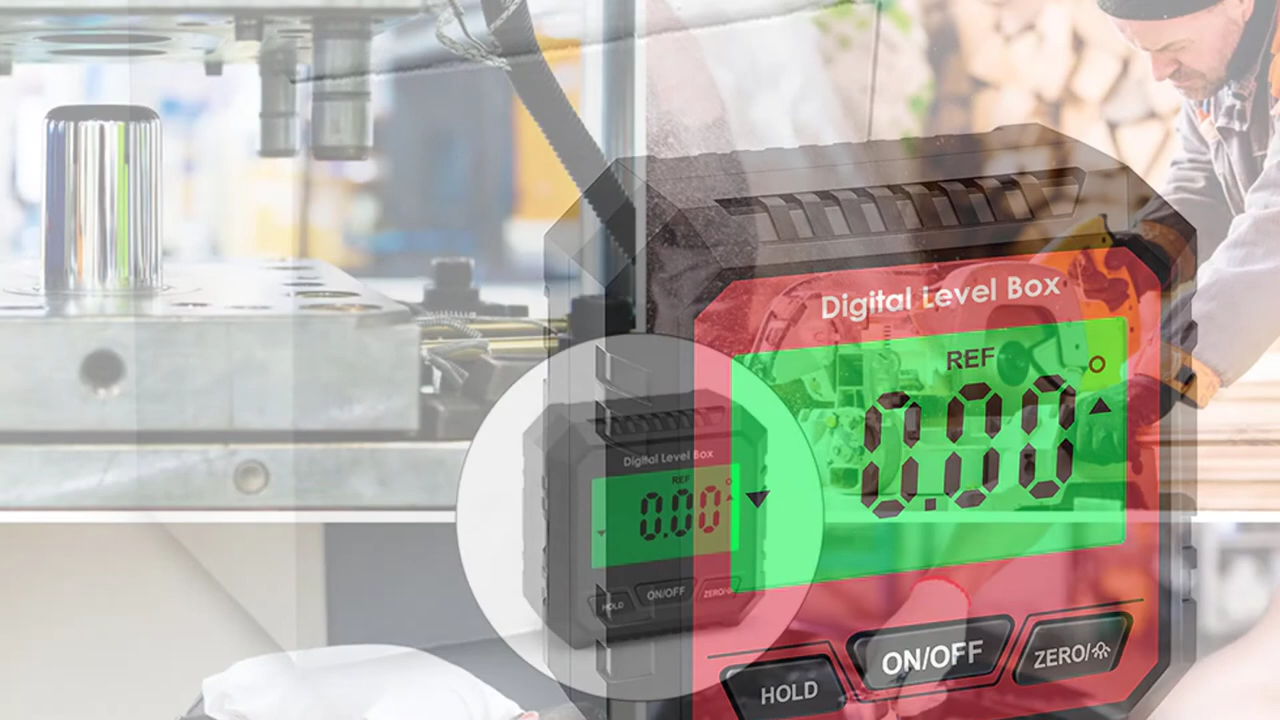 Digital Level Box
REF
0.00
HOLD
ON/OFF
ZERO/
Digital Level Box
REF
0.00
HOLD
ON/OFF
ZERO/